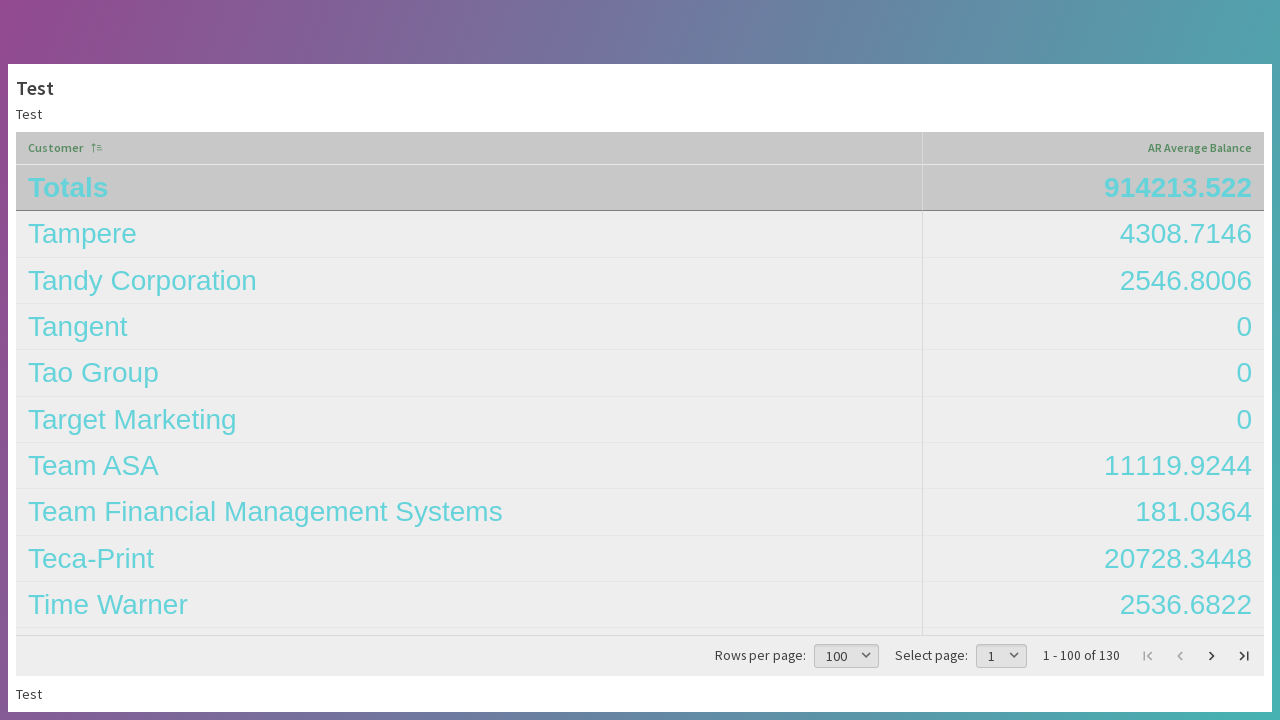 Test
Test
Customer AR Average Balance
Totals 914213.522
Tampere 4308.7146
Tandy Corporation 2546.8006
Tangent 0
Tao Group 0
Target Marketing 0
Team ASA 11119.9244
Team Financial Management Systems 181.0364
Teca-Print 20728.3448
Time Warner 2536.6822
Rows per page: 100 Select page: 1 1 - 100 of 130
Test